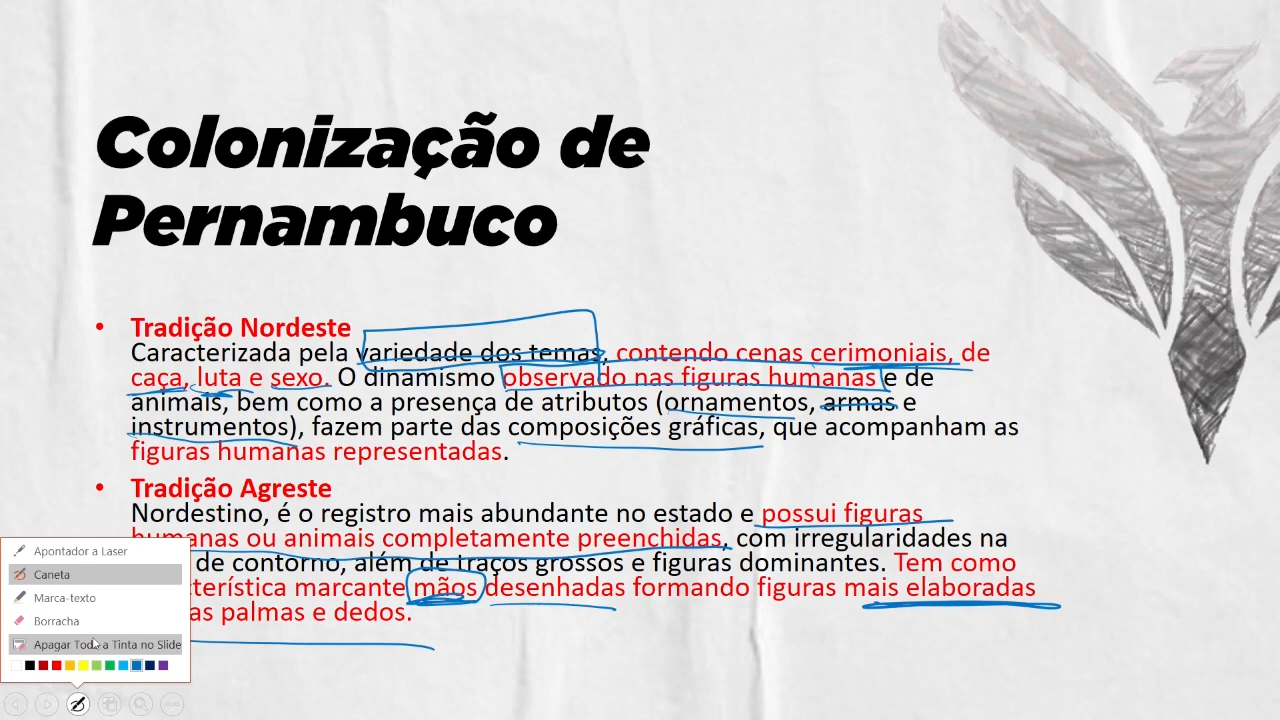 Colonização de
Pernambuco
• Tradição Nordeste
Caracterizada pela variedade dos temas, contendo cenas cerimoniais, de
caça, luta e sexo. O dinamismo observado nas figuras humanas e de
animais, bem como a presença de atributos (ornamentos, armas e
instrumentos), fazem parte das composições gráficas, que acompanham as
figuras humanas representadas.
• Tradição Agreste
Nordestino, é o registro mais abundante no estado e possui figuras
humanas ou animais completamente preenchidas, com irregularidades na
de contorno, além de traços grossos e figuras dominantes. Tem como
terística marcante mãos desenhadas formando figuras mais elaboradas
as palmas e dedos.
Apontador a Laser
Caneta
Marca-texto
Borracha
Apagar Toda a Tinta no Slide